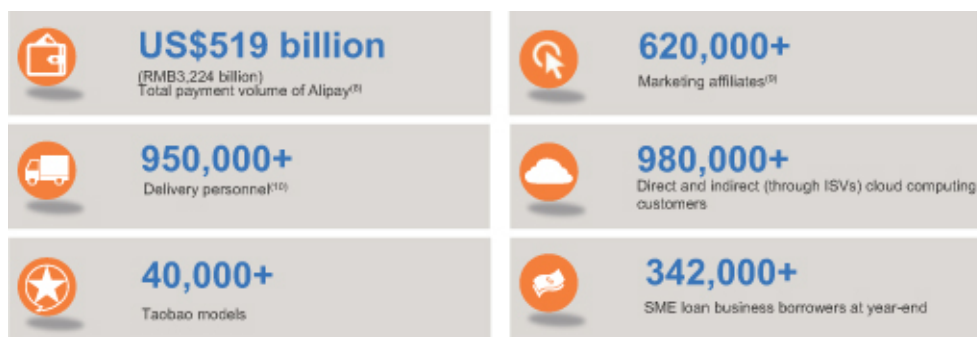 US$519 billion
(RMB3,224 billion)
Total payment volume of Alipay(8)
620,000+
Marketing affiliates(9)
950,000+
Delivery personnel(10)
980,000+
Direct and indirect (through ISVs) cloud computing
customers
40,000+
Taobao models
342,000+
SME loan business borrowers at year-end